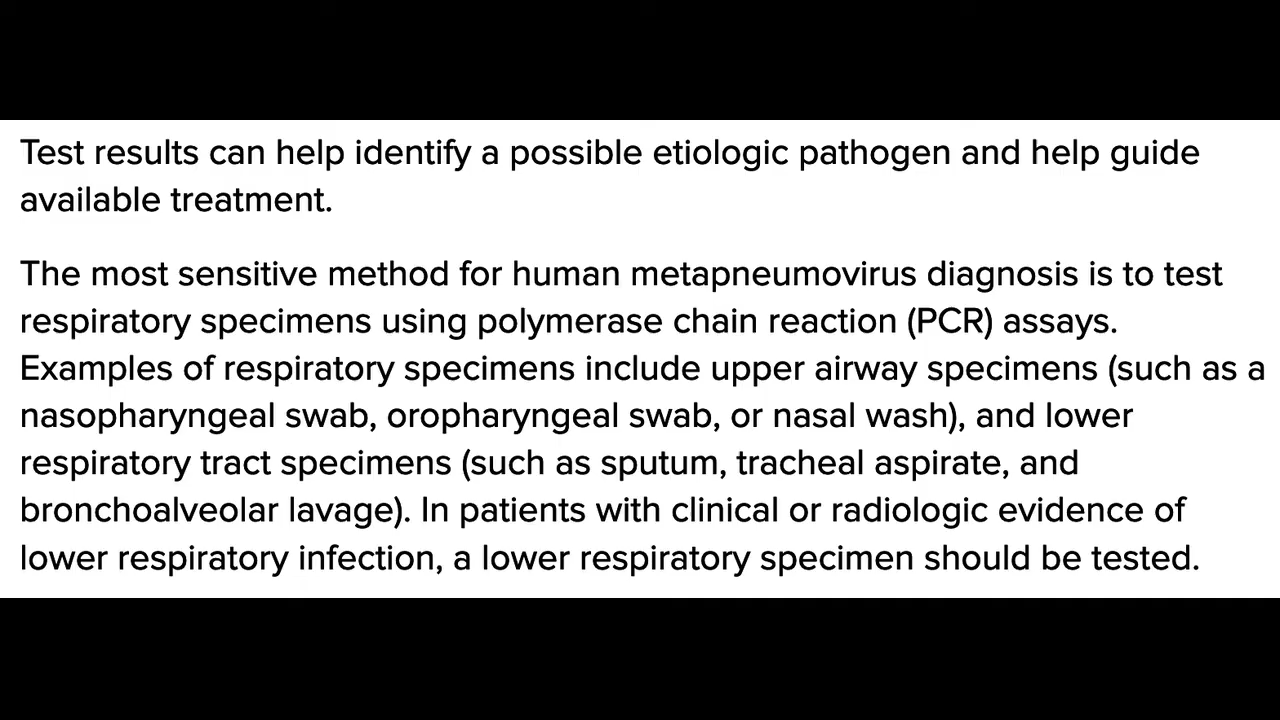 Test results can help identify a possible etiologic pathogen and help guide
available treatment.
The most sensitive method for human metapneumovirus diagnosis is to test
respiratory specimens using polymerase chain reaction (PCR) assays.
Examples of respiratory specimens include upper airway specimens (such as a
nasopharyngeal swab, oropharyngeal swab, or nasal wash), and lower
respiratory tract specimens (such as sputum, tracheal aspirate, and
bronchoalveolar lavage). In patients with clinical or radiologic evidence of
lower respiratory infection, a lower respiratory specimen should be tested.